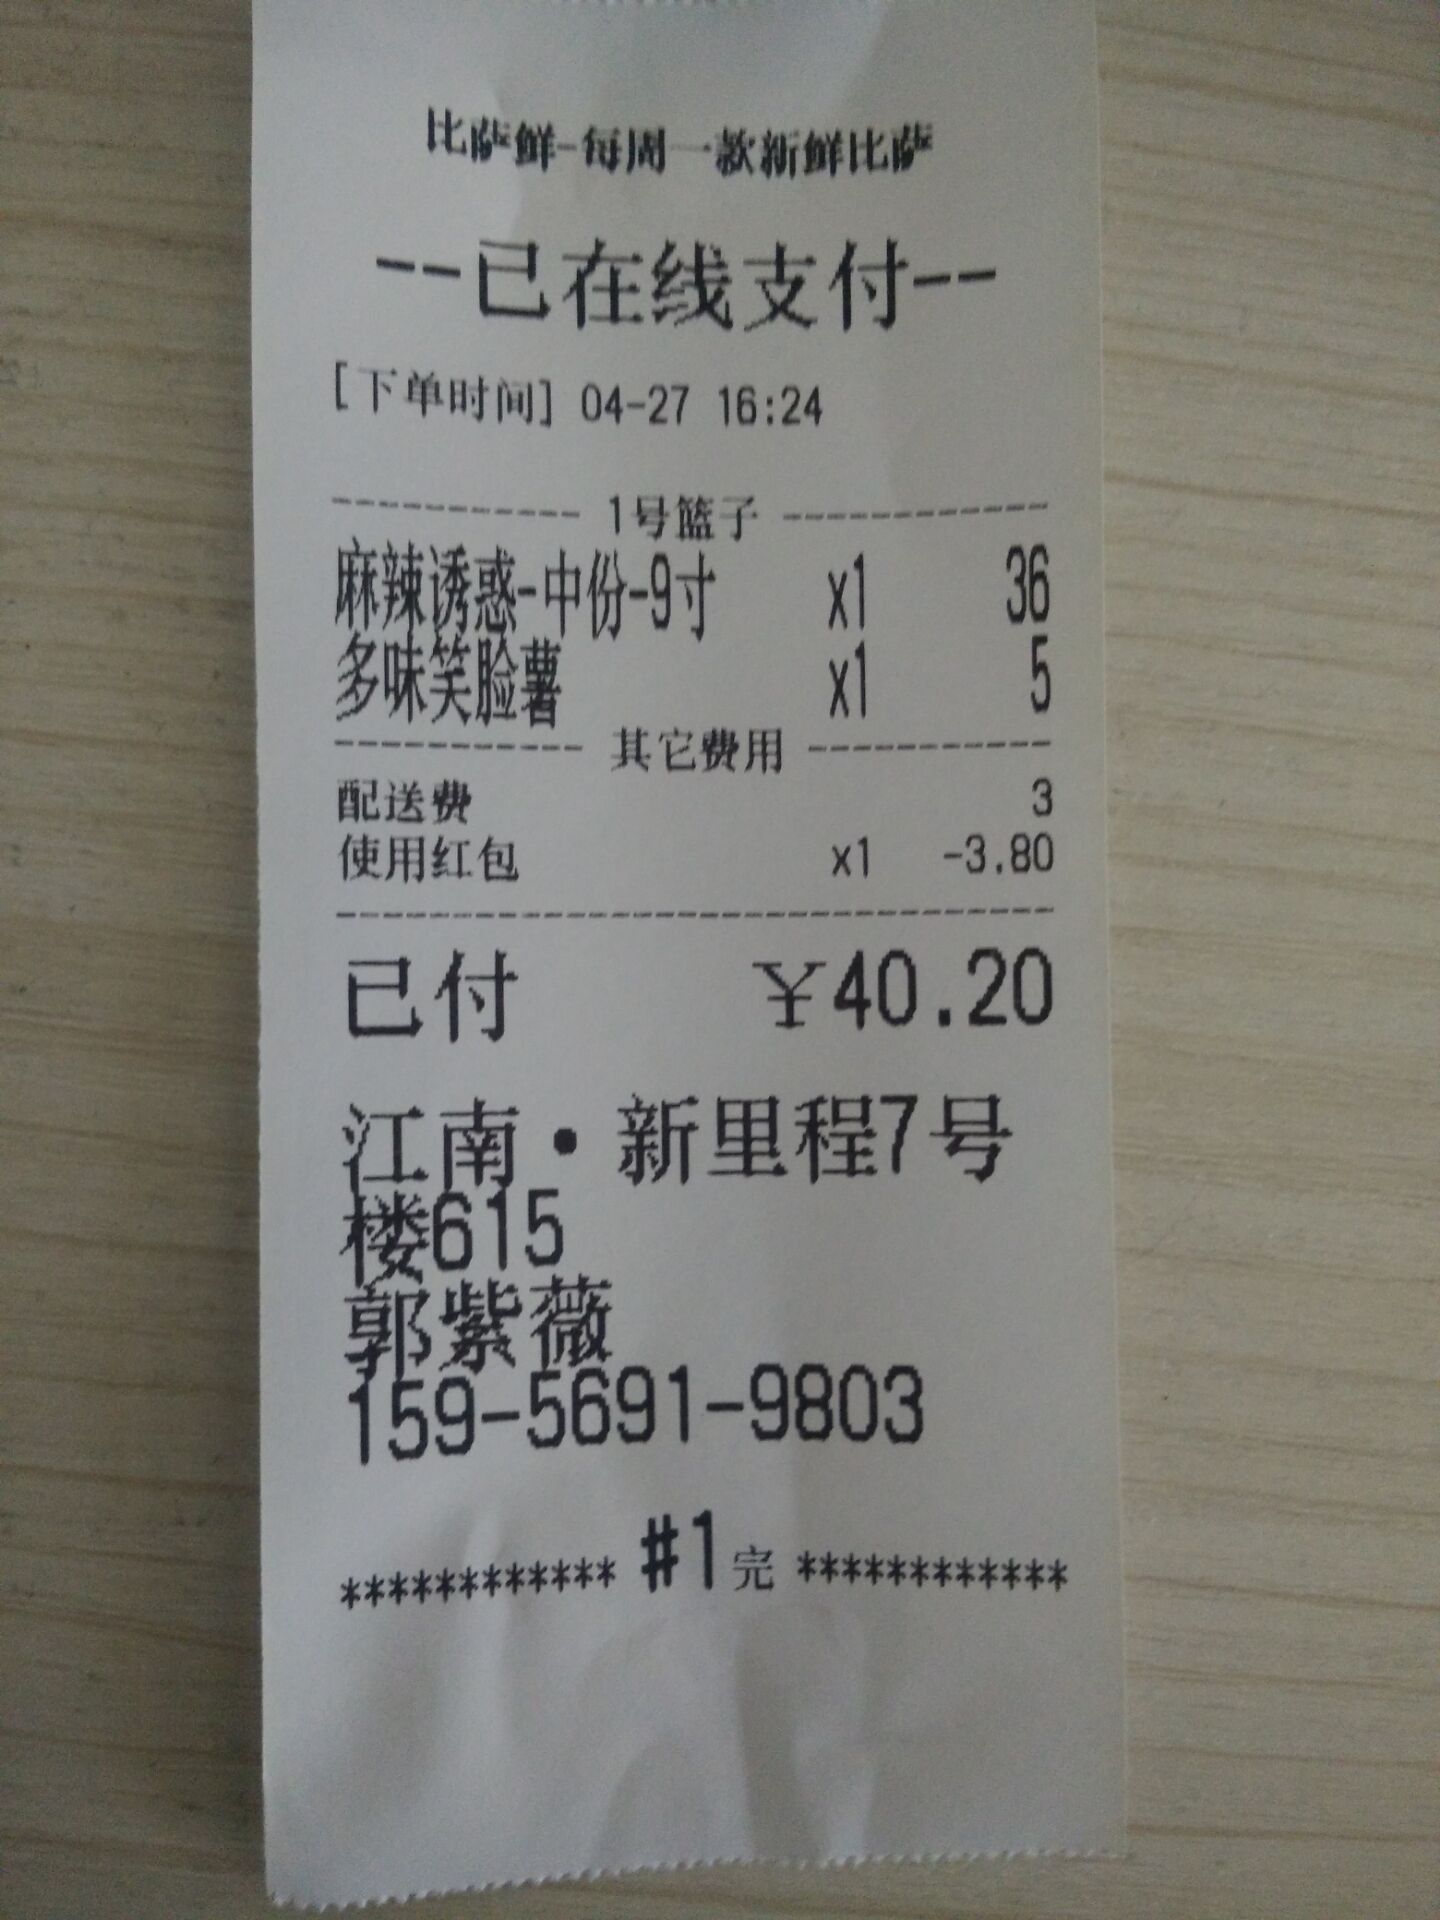 比萨鲜-每周一款新鲜比萨
--已在线支付--
[下单时间] 04-27 16:24
----------- 1号篮子 ------------
麻辣诱惑-中份-9寸 x1 36
多味笑脸薯 x1 5
----------- 其它费用 -----------
配送费 3
使用红包 x1 -3.80
--------------------------------
已付 ￥40.20
江南·新里程7号
楼615
郭紫薇
159-5691-9803
************ #1完 ************